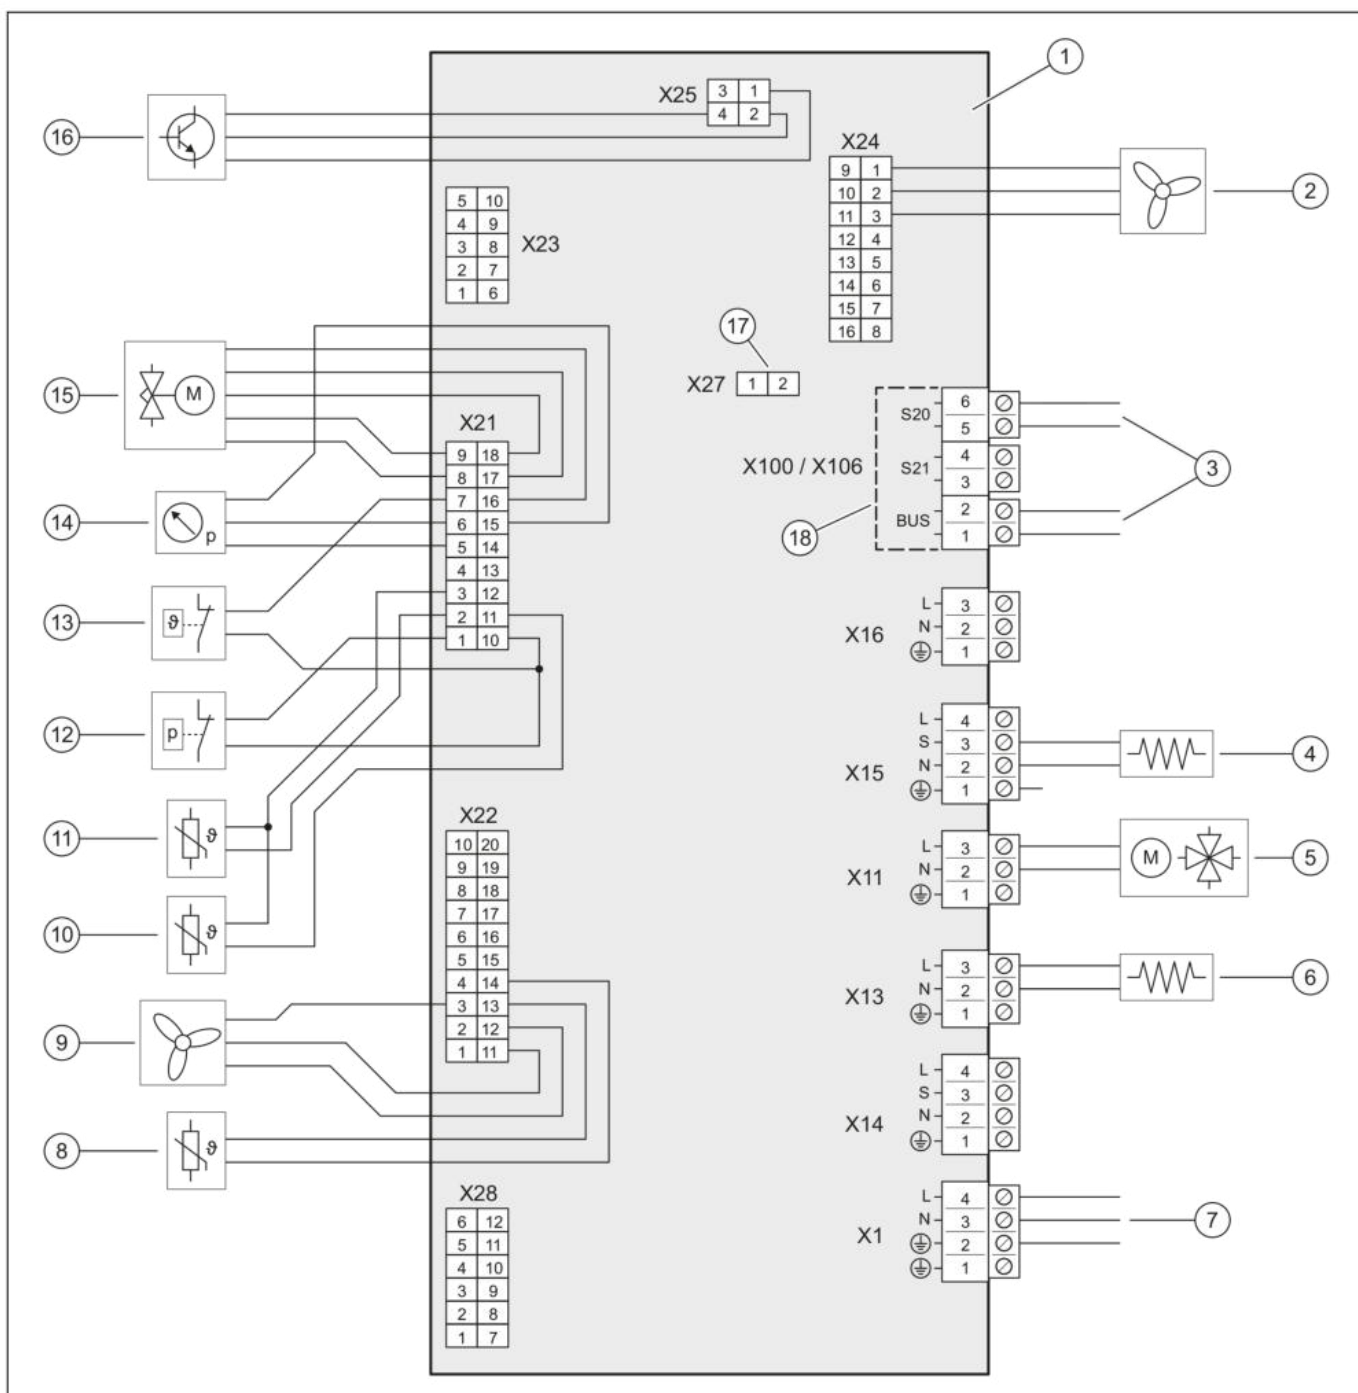 1
X25
3 1
4 2
16
X24
9 1
10 2
11 3
12 4
13 5
14 6
15 7
16 8
2
5 10
4 9
3 8
2 7
1 6
X23
17
X27
1 2
15
M
X21
9 18
8 17
7 16
6 15
5 14
4 13
3 12
2 11
1 10
S20
6
5
X100 / X106
S21
4
3
BUS
2
1
3
18
14
p
13
ϑ
12
p
X16
L 3
N 2
1
X15
L 4
S 3
N 2
1
4
11
ϑ
10
ϑ
X22
10 20
9 19
8 18
7 17
6 16
5 15
4 14
3 13
2 12
1 11
X11
L 3
N 2
1
M
5
X13
L 3
N 2
1
6
9
8
ϑ
X14
L 4
S 3
N 2
1
X28
6 12
5 11
4 10
3 9
2 8
1 7
X1
L 4
N 3
2
1
7